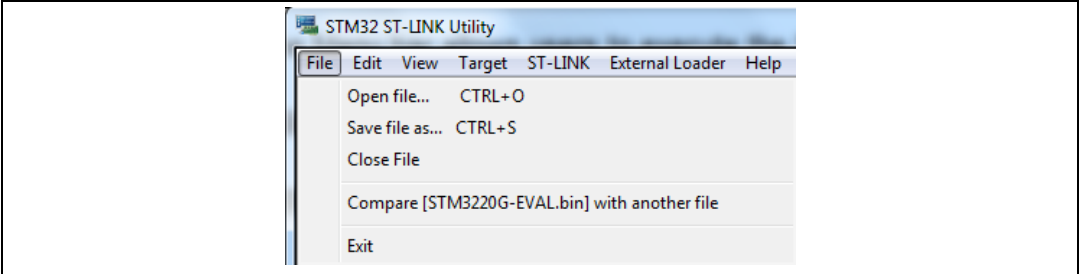 STM32 ST-LINK Utility
File Edit View Target ST-LINK External Loader Help
Open file... CTRL+O
Save file as... CTRL+S
Close File
Compare [STM3220G-EVAL.bin] with another file
Exit